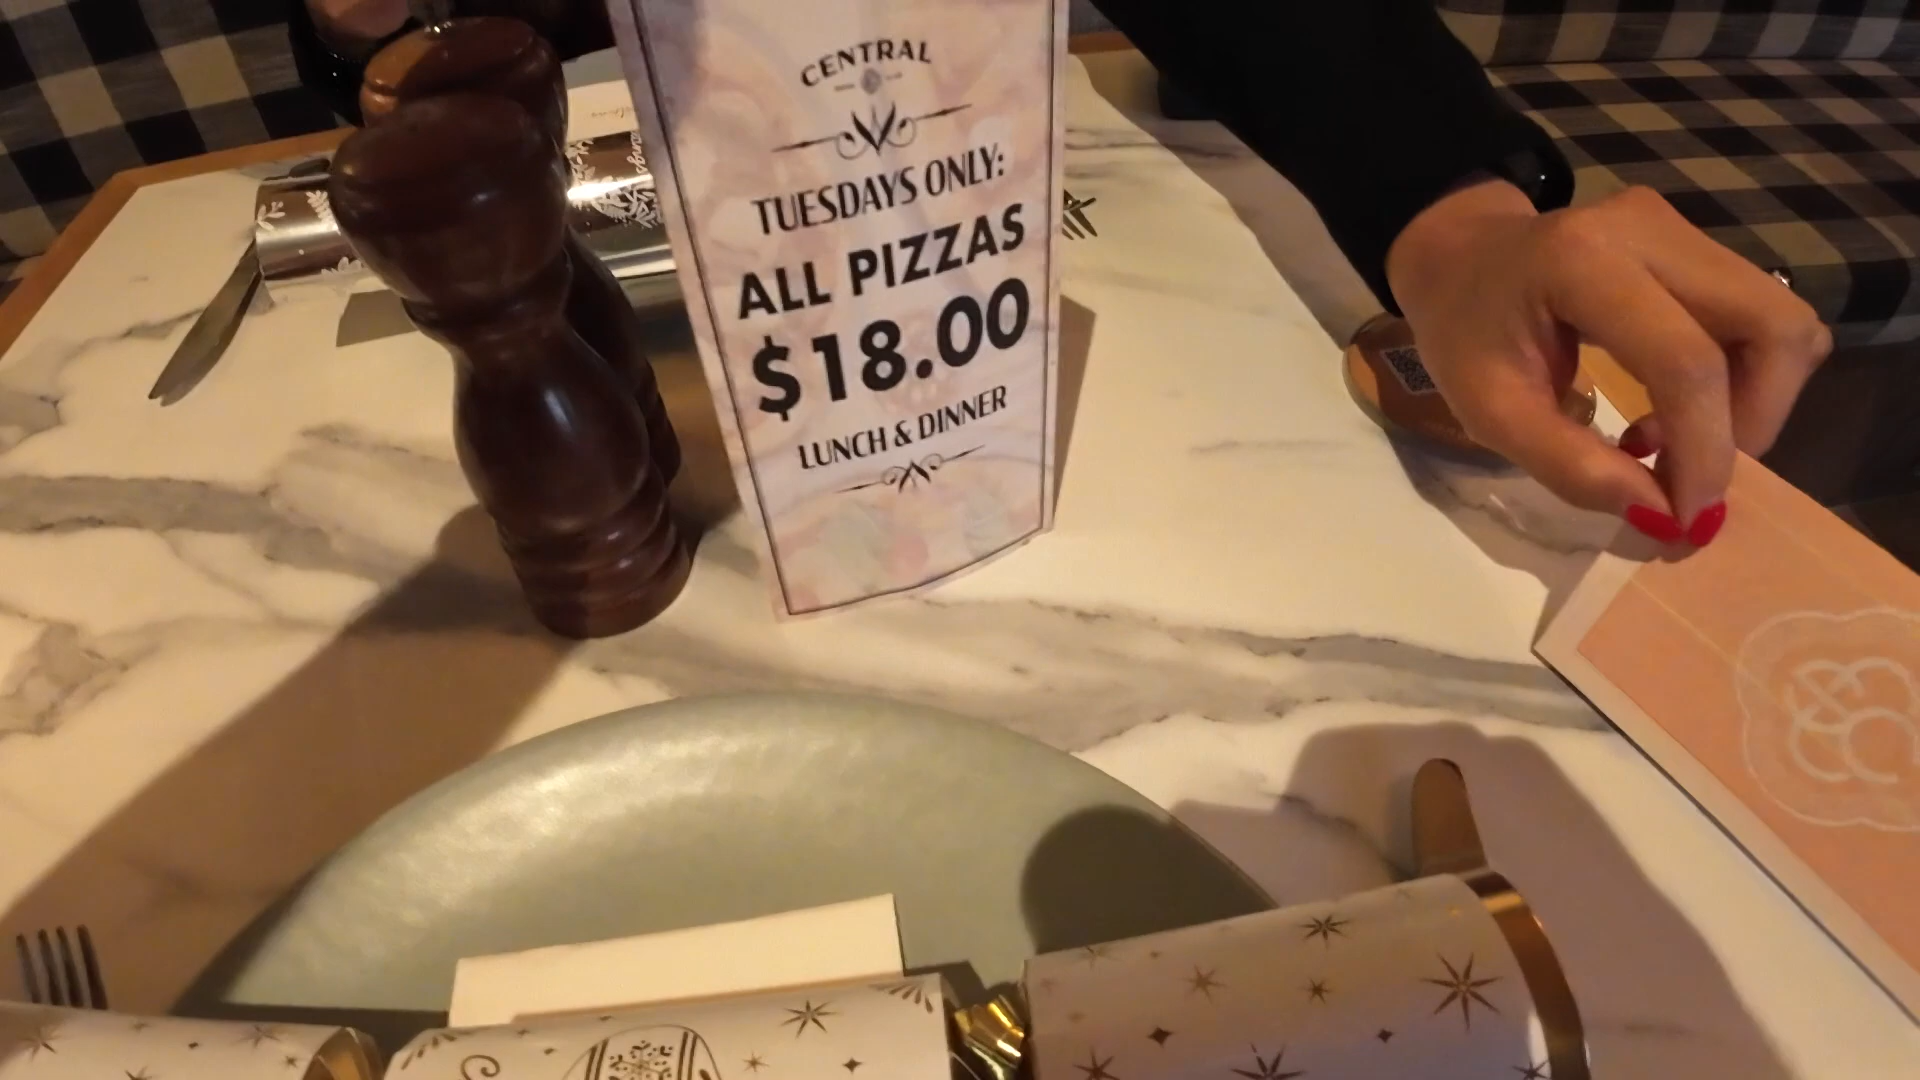 CENTRAL
TUESDAYS ONLY:
ALL PIZZAS
$18.00
LUNCH & DINNER